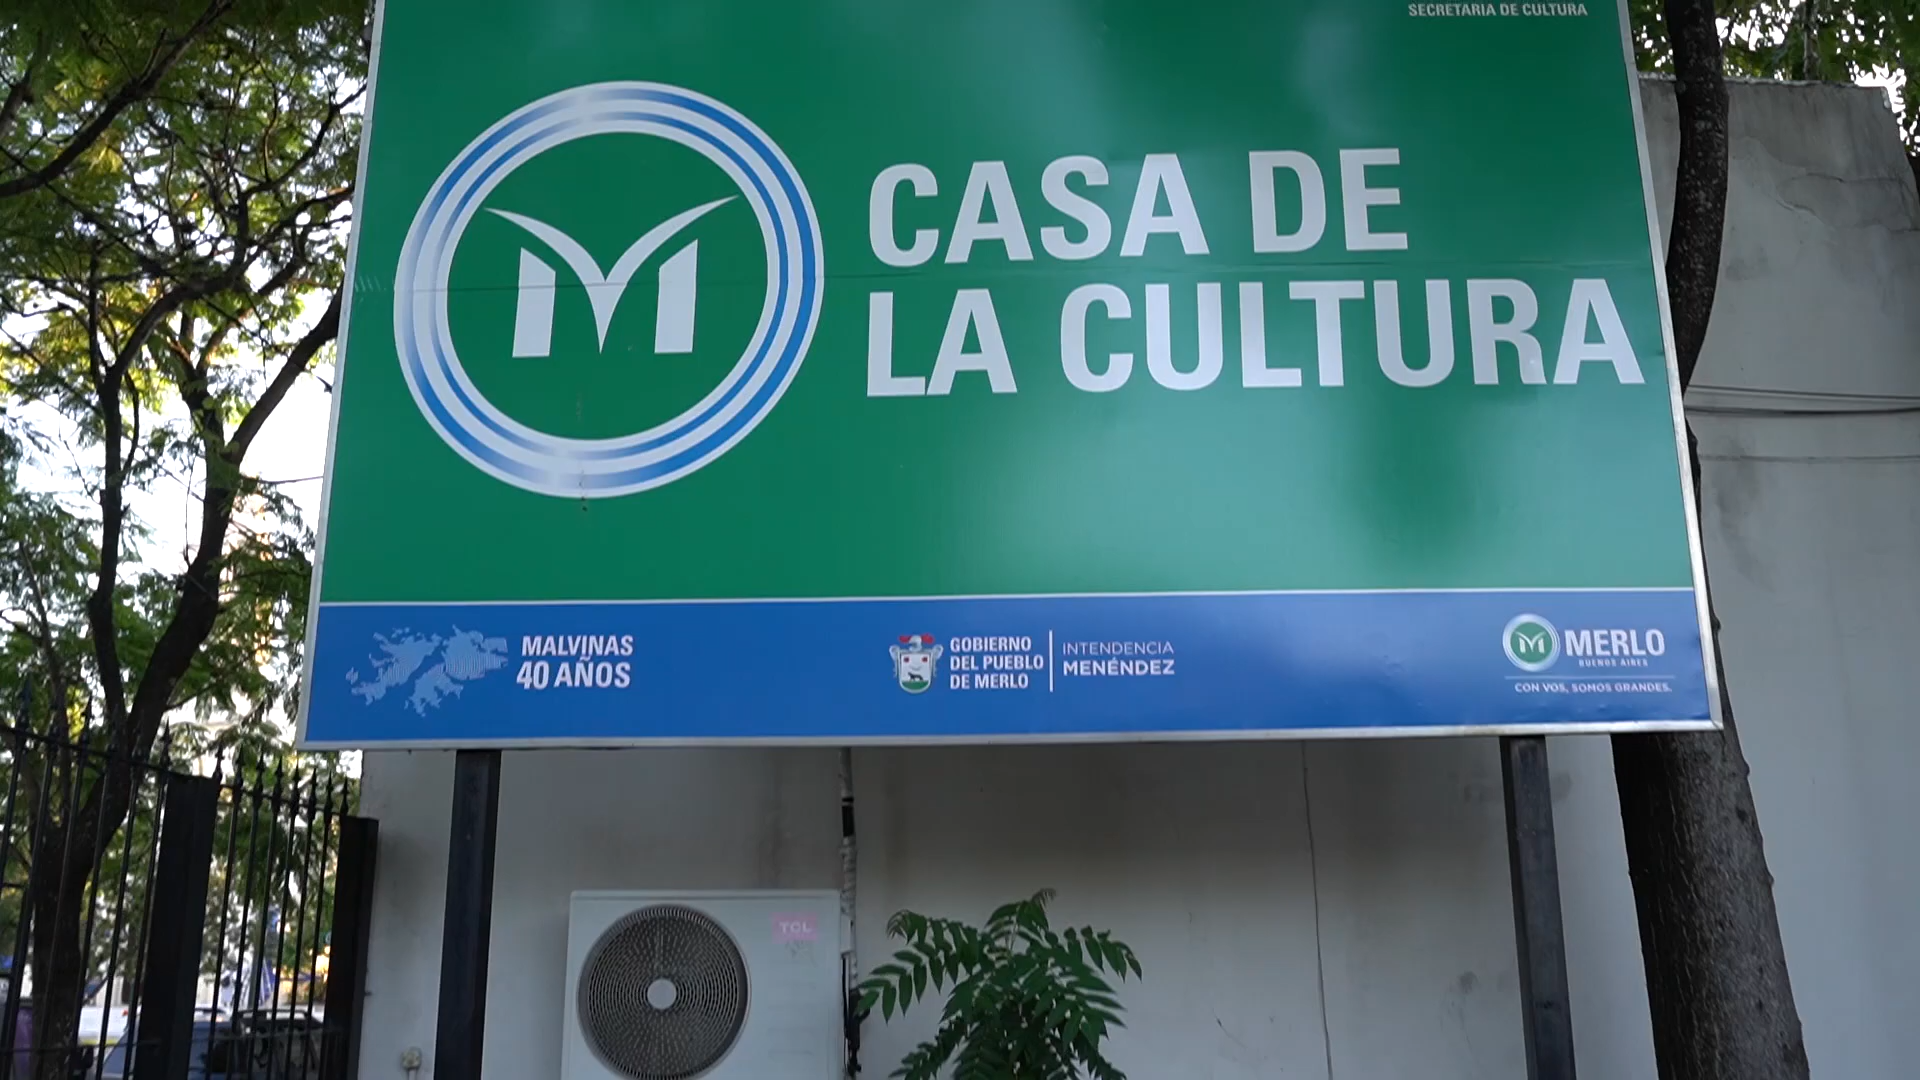 SECRETARIA DE CULTURA
M
CASA DE
LA CULTURA
MALVINAS
40 AÑOS
GOBIERNO
DEL PUEBLO
DE MERLO
INTENDENCIA
MENÉNDEZ
M
MERLO
BUENOS AIRES
CON VOS, SOMOS GRANDES.
TCL